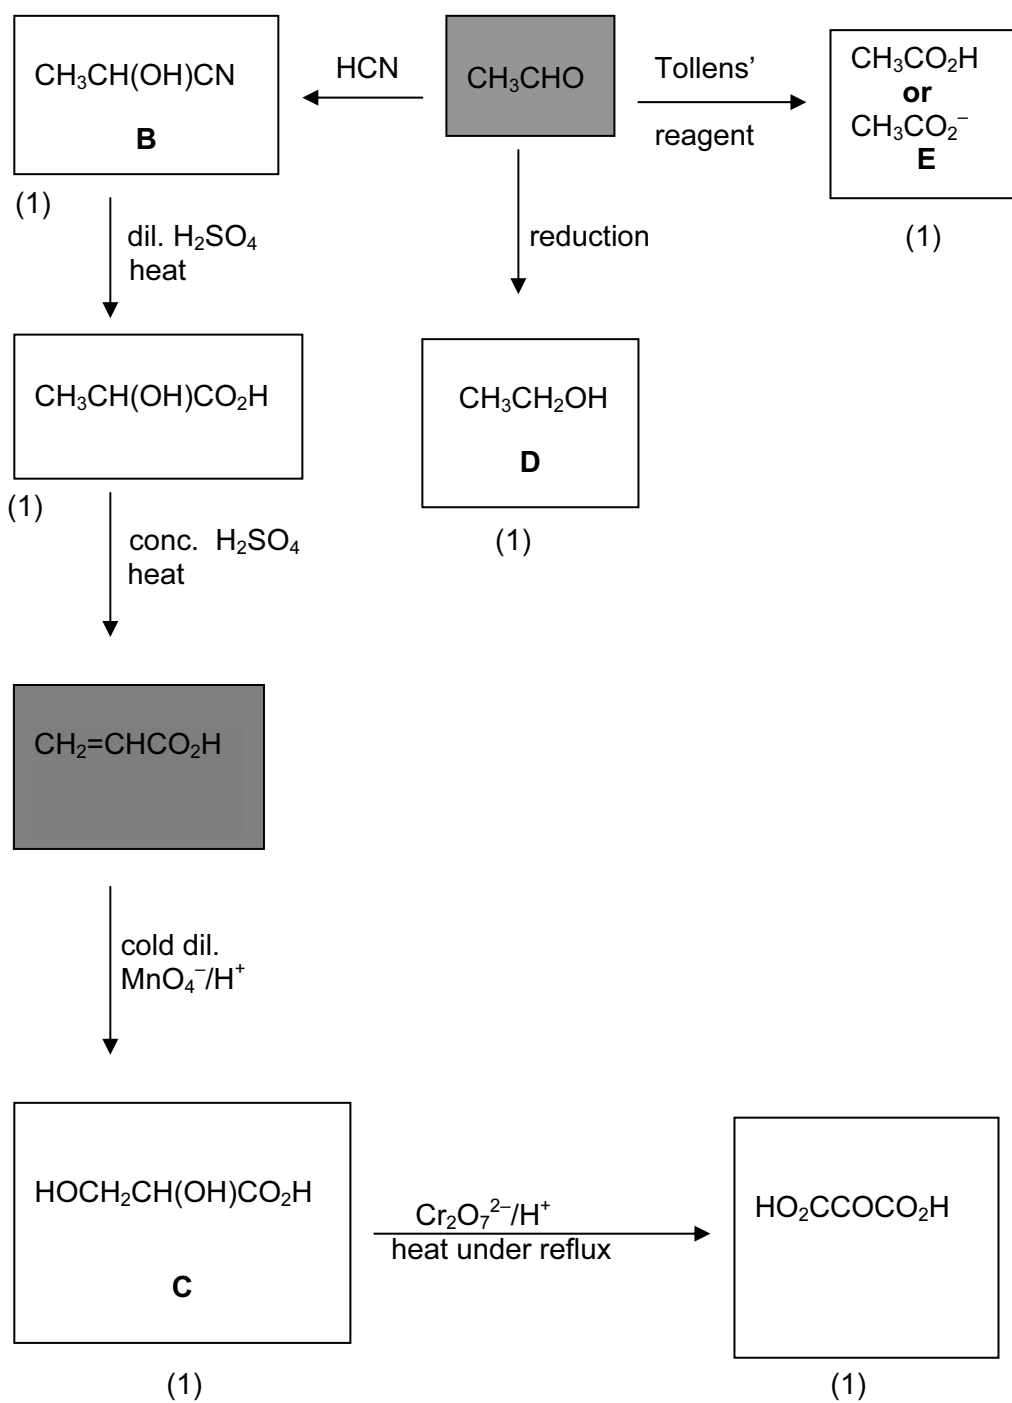 CH₃CH(OH)CN
B
(1)
HCN
CH₃CHO
Tollens'
reagent
CH₃CO₂H
or
CH₃CO₂⁻
E
(1)
dil. H₂SO₄
heat
reduction
CH₃CH(OH)CO₂H
(1)
CH₃CH₂OH
D
(1)
conc. H₂SO₄
heat
CH₂=CHCO₂H
cold dil.
MnO₄⁻/H⁺
HOCH₂CH(OH)CO₂H
C
(1)
Cr₂O₇²⁻/H⁺
heat under reflux
HO₂CCOCO₂H
(1)